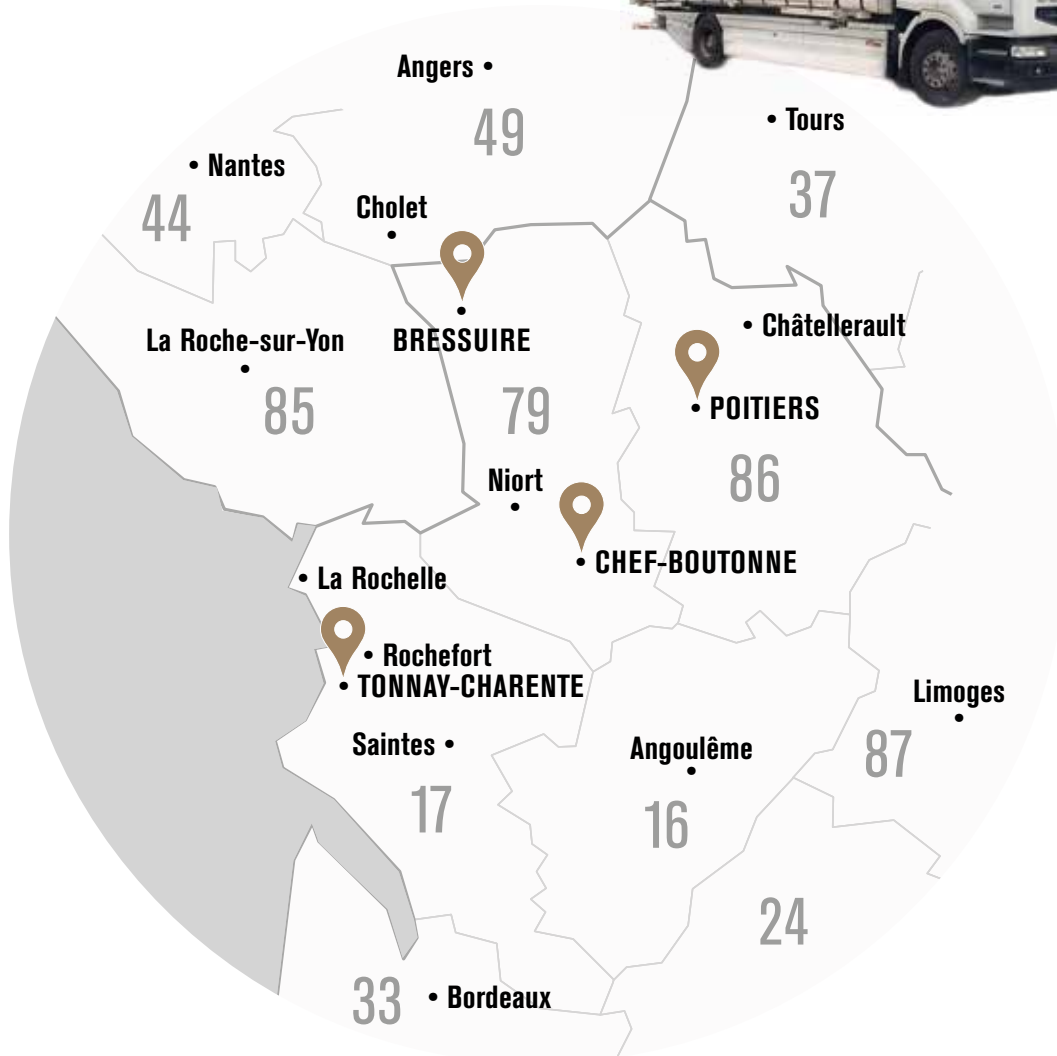 Angers
49
Tours
Nantes
37
44
Cholet
Châtellerault
La Roche-sur-Yon
BRESSUIRE
85
79
POITIERS
86
Niort
CHEF-BOUTONNE
La Rochelle
Rochefort
TONNAY-CHARENTE
Limoges
Saintes
Angoulême
87
17
16
24
33
Bordeaux